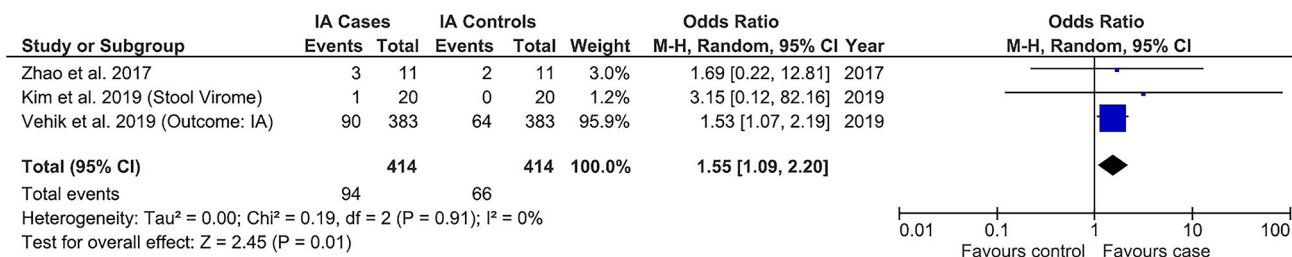 IA Cases IA Controls Odds Ratio Odds Ratio
Study or Subgroup Events Total Events Total Weight M-H, Random, 95% CI Year M-H, Random, 95% CI
Zhao et al. 2017 3 11 2 11 3.0% 1.69 [0.22, 12.81] 2017
Kim et al. 2019 (Stool Virome) 1 20 0 20 1.2% 3.15 [0.12, 82.16] 2019
Vehik et al. 2019 (Outcome: IA) 90 383 64 383 95.9% 1.53 [1.07, 2.19] 2019
Total (95% CI) 414 414 100.0% 1.55 [1.09, 2.20]
Total events 94 66
Heterogeneity: Tau² = 0.00; Chi² = 0.19, df = 2 (P = 0.91); I² = 0%
Test for overall effect: Z = 2.45 (P = 0.01)
0.01 0.1 1 10 100
Favours control Favours case